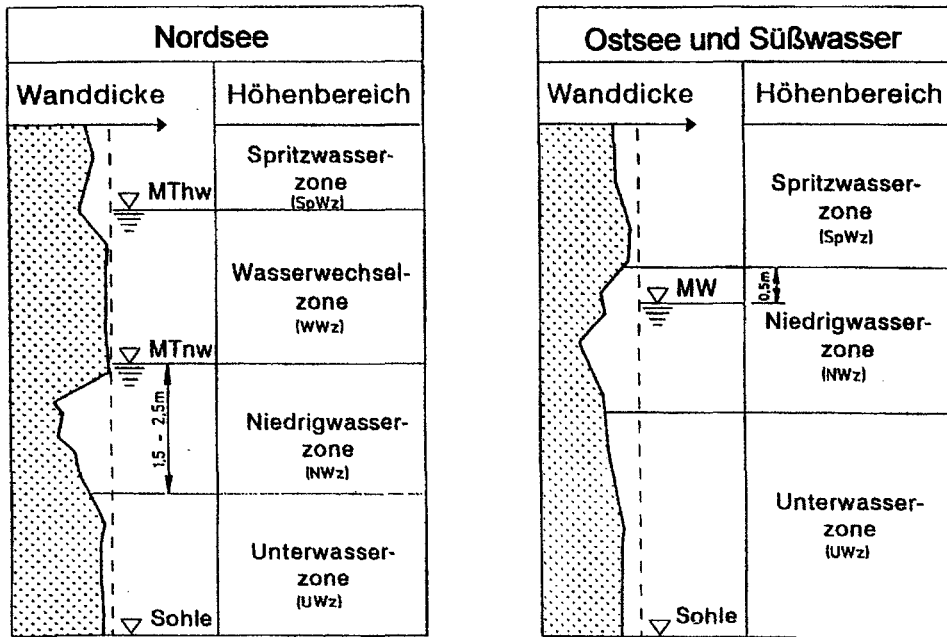 Nordsee
Wanddicke
Höhenbereich
Spritzwasser-
zone
(SpWz)
MThw
Wasserwechsel-
zone
(WWz)
MTnw
1,5 - 2,5m
Niedrigwasser-
zone
(NWz)
Unterwasser-
zone
(UWz)
Sohle
Ostsee und Süßwasser
Wanddicke
Höhenbereich
Spritzwasser-
zone
(SpWz)
0,5m
MW
Niedrigwasser-
zone
(NWz)
Unterwasser-
zone
(UWz)
Sohle